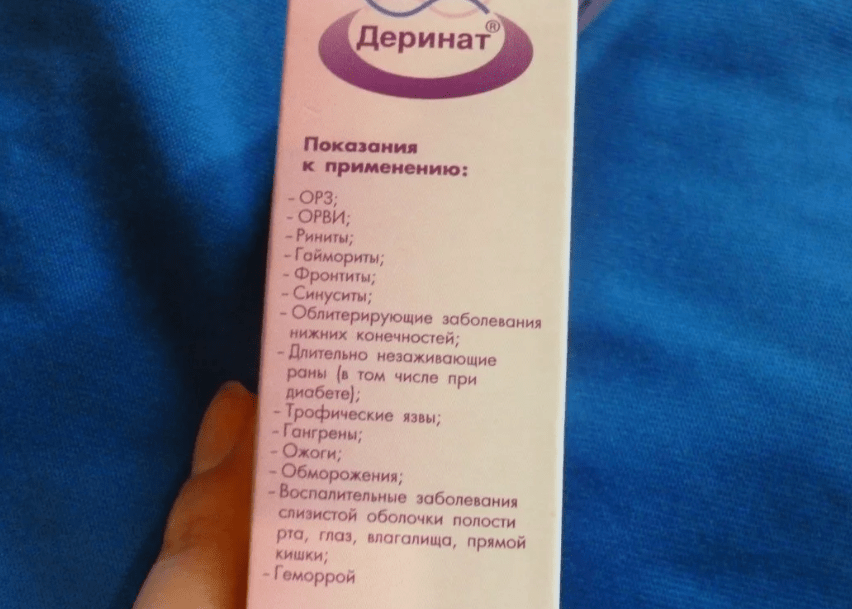 Деринат®
Показания
к применению:
- ОРЗ;
- ОРВИ;
- Риниты;
- Гаймориты;
- Фронтиты;
- Синуситы;
- Облитерирующие заболевания
нижних конечностей;
- Длительно незаживающие
раны (в том числе при
диабете);
- Трофические язвы;
- Гангрены;
- Ожоги;
- Обморожения;
- Воспалительные заболевания
слизистой оболочки полости
рта, глаз, влагалища, прямой
кишки;
- Геморрой